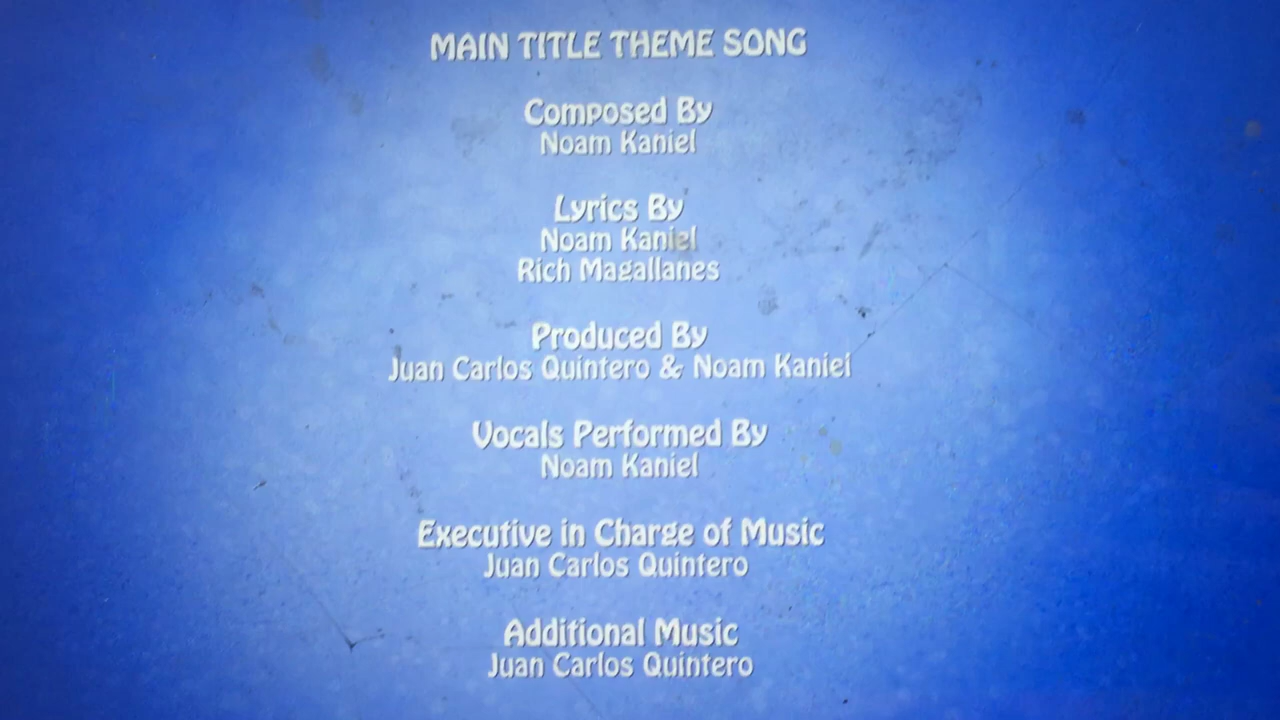 MAIN TITLE THEME SONG
Composed By
Noam Kaniel
Lyrics By
Noam Kaniel
Rich Magallanes
Produced By
Juan Carlos Quintero & Noam Kaniel
Vocals Performed By
Noam Kaniel
Executive in Charge of Music
Juan Carlos Quintero
Additional Music
Juan Carlos Quintero